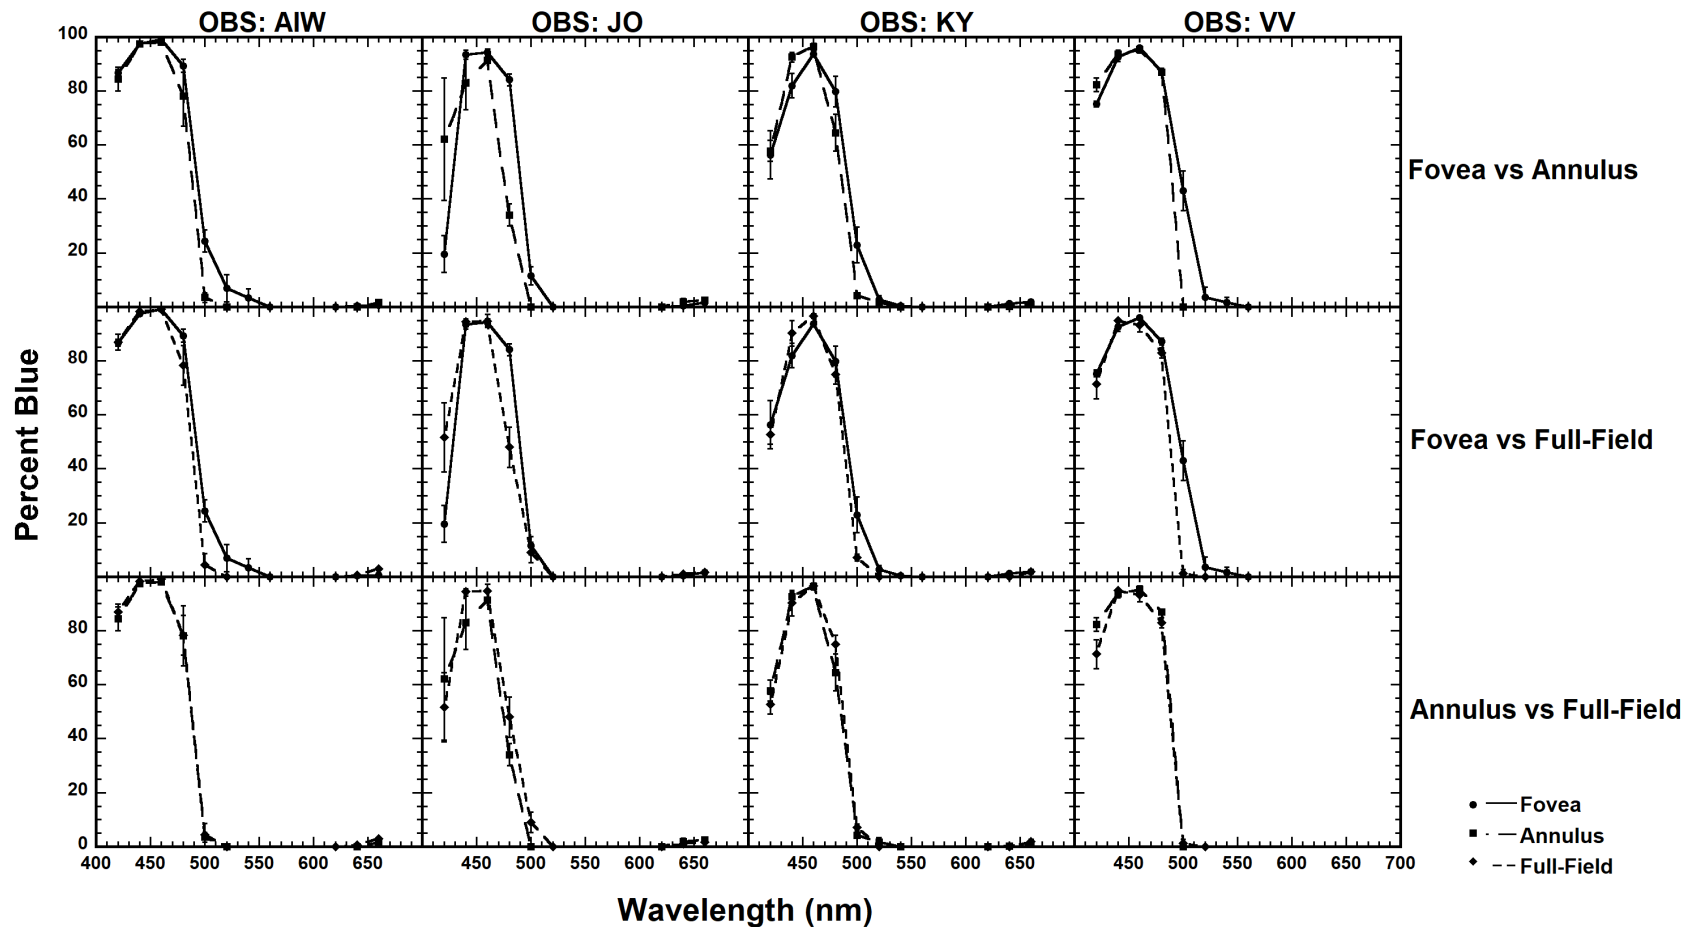 OBS: AIW OBS: JO OBS: KY OBS: VV
100
80
60
40
20
Fovea vs Annulus
80
60
40
20
Fovea vs Full-Field
80
60
40
20
0
Annulus vs Full-Field
Percent Blue
400 450 500 550 600 650 450 500 550 600 650 450 500 550 600 650 450 500 550 600 650 700
Wavelength (nm)
Fovea
Annulus
Full-Field